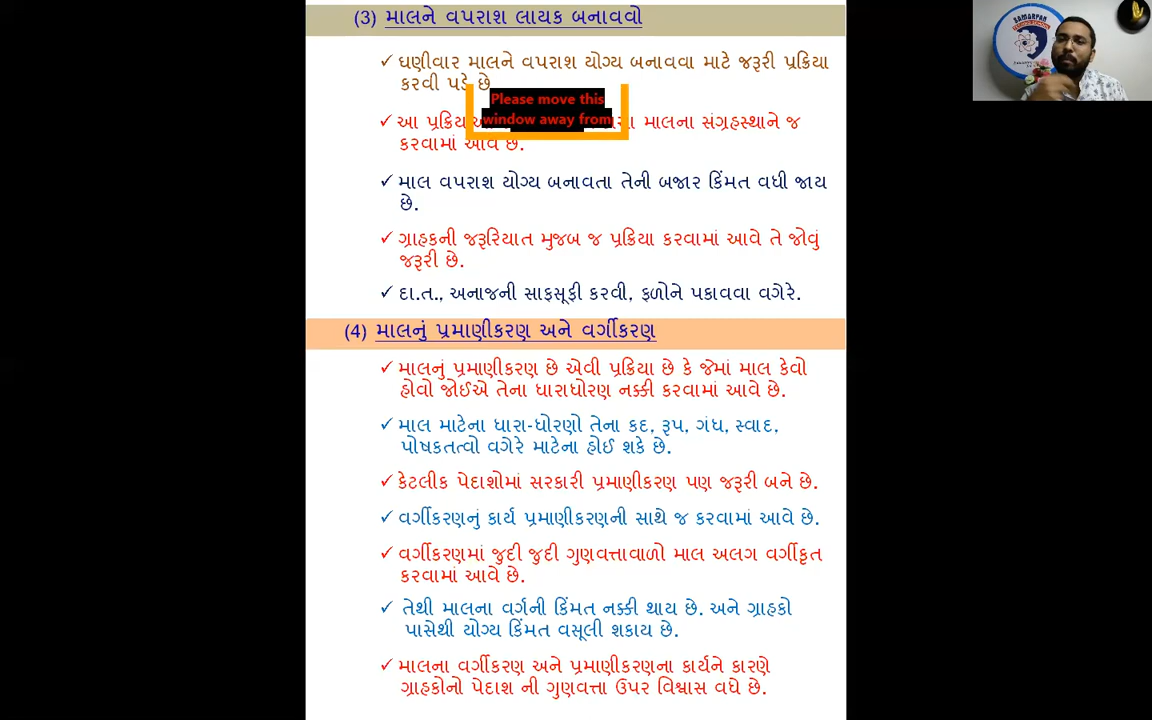 (3) માલને વપરાશ લાયક બનાવવો
✓ ઘણીવાર માલને વપરાશ યોગ્ય બનાવવા માટે જરૂરી પ્રક્રિયા
કરવી પડે છે
Please move this
window away from
✓ આ પ્રક્રિય માલના સંગ્રહસ્થાને જ
કરવામાં આવે છે.
✓ માલ વપરાશ યોગ્ય બનાવતા તેની બજાર કિંમત વધી જાય
છે.
✓ ગ્રાહકની જરૂરિયાત મુજબ જ પ્રક્રિયા કરવામાં આવે તે જોવું
જરૂરી છે.
✓ દા.ત., અનાજની સાફસૂફી કરવી, ફળોને પકાવવા વગેરે.
(4) માલનું પ્રમાણીકરણ અને વર્ગીકરણ
✓ માલનું પ્રમાણીકરણ છે એવી પ્રક્રિયા છે કે જેમાં માલ કેવો
હોવો જોઈએ તેના ધારાધોરણ નક્કી કરવામાં આવે છે.
✓ માલ માટેના ધારા-ધોરણો તેના કદ, રૂપ, ગંધ, સ્વાદ,
પોષકતત્વો વગેરે માટેના હોઈ શકે છે.
✓ કેટલીક પેદાશોમાં સરકારી પ્રમાણીકરણ પણ જરૂરી બને છે.
✓ વર્ગીકરણનું કાર્ય પ્રમાણીકરણની સાથે જ કરવામાં આવે છે.
✓ વર્ગીકરણમાં જુદી જુદી ગુણવત્તાવાળો માલ અલગ વર્ગીકૃત
કરવામાં આવે છે.
✓ તેથી માલના વર્ગની કિંમત નક્કી થાય છે. અને ગ્રાહકો
પાસેથી યોગ્ય કિંમત વસૂલી શકાય છે.
✓ માલના વર્ગીકરણ અને પ્રમાણીકરણના કાર્યને કારણે
ગ્રાહકોનો પેદાશ ની ગુણવત્તા ઉપર વિશ્વાસ વધે છે.